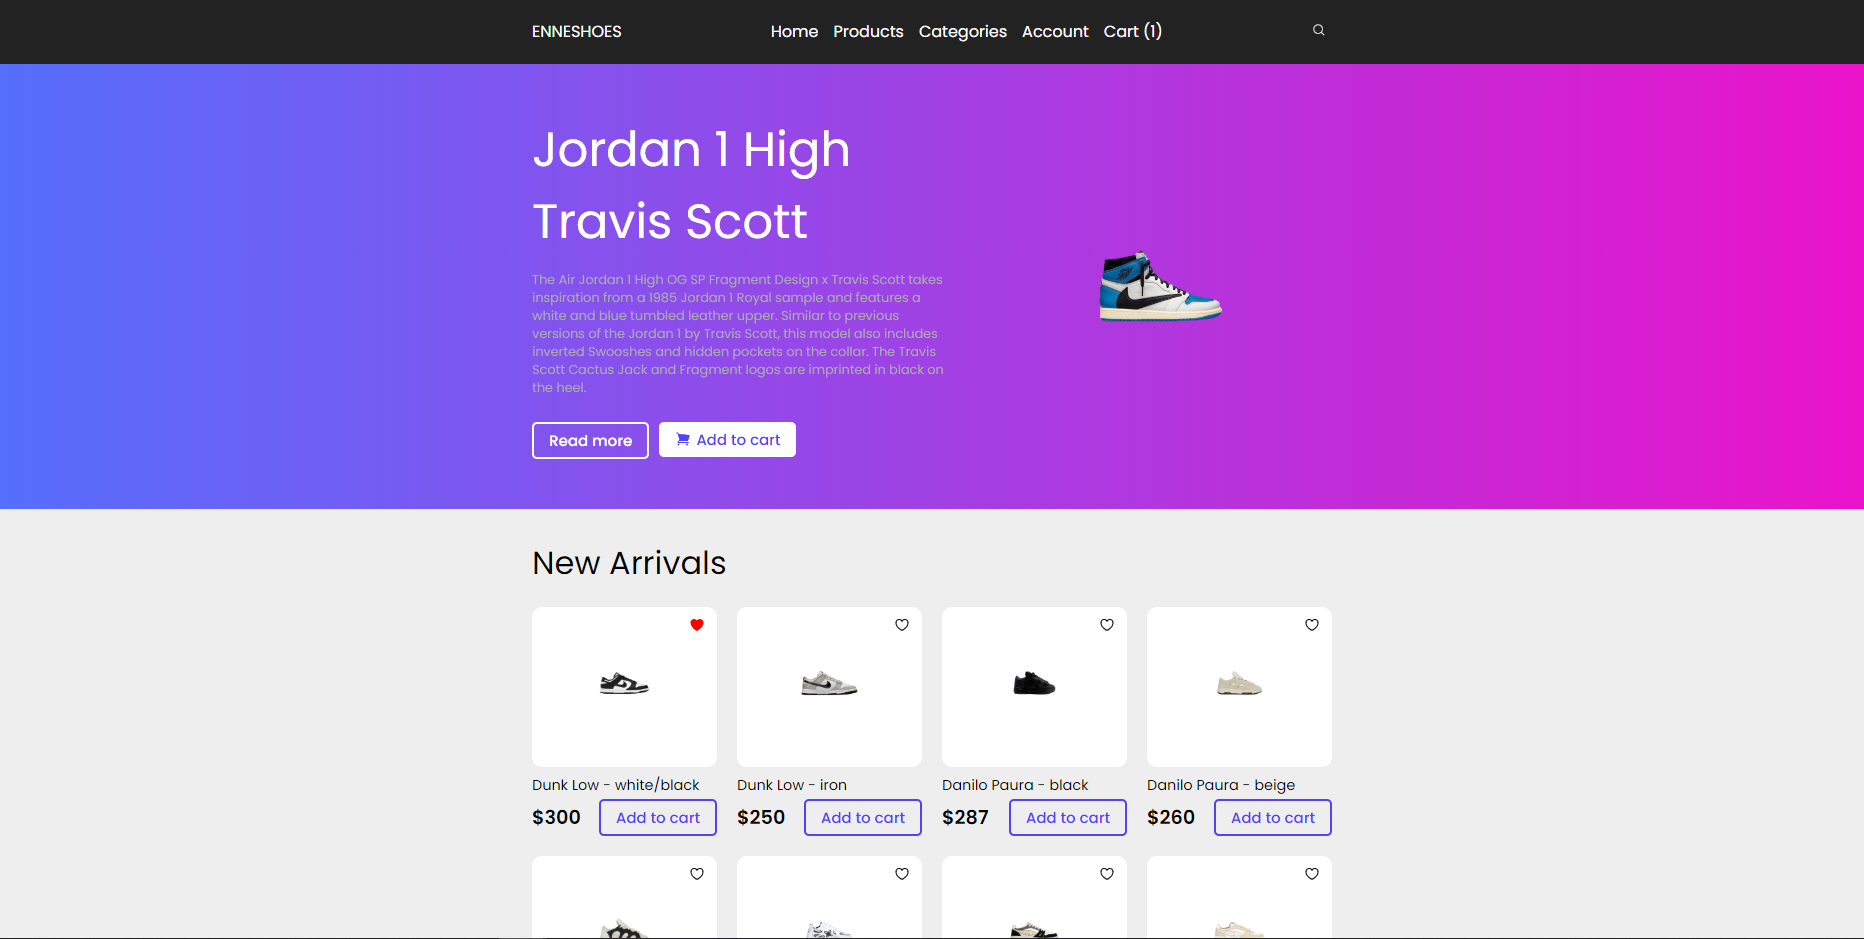 ENNESHOES Home Products Categories Account Cart (1)
Jordan 1 High
Travis Scott
The Air Jordan 1 High OG SP Fragment Design x Travis Scott takes
inspiration from a 1985 Jordan 1 Royal sample and features a
white and blue tumbled leather upper. Similar to previous
versions of the Jordan 1 by Travis Scott, this model also includes
inverted Swooshes and hidden pockets on the collar. The Travis
Scott Cactus Jack and Fragment logos are imprinted in black on
the heel.
Read more Add to cart
New Arrivals
Dunk Low - white/black Dunk Low - iron Danilo Paura - black Danilo Paura - beige
$300 Add to cart $250 Add to cart $287 Add to cart $260 Add to cart